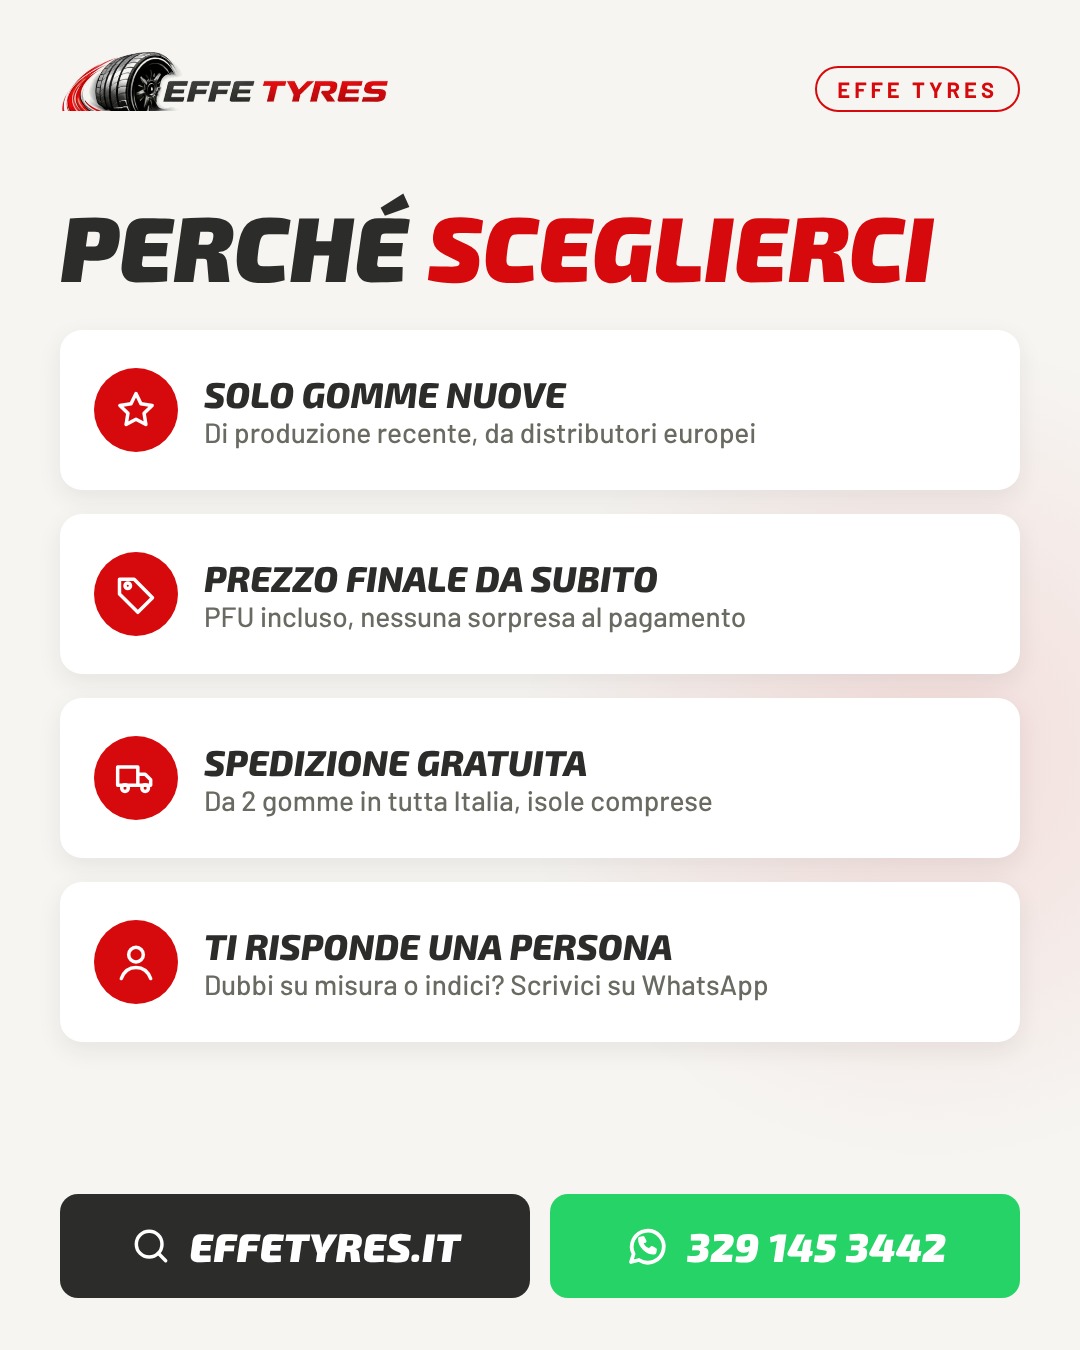 EFFE TYRES
EFFE TYRES
PERCHÉ SCEGLIERCI
SOLO GOMME NUOVE
Di produzione recente, da distributori europei
PREZZO FINALE DA SUBITO
PFU incluso, nessuna sorpresa al pagamento
SPEDIZIONE GRATUITA
Da 2 gomme in tutta Italia, isole comprese
TI RISPONDE UNA PERSONA
Dubbi su misura o indici? Scrivici su WhatsApp
EFFETYRES.IT
329 145 3442